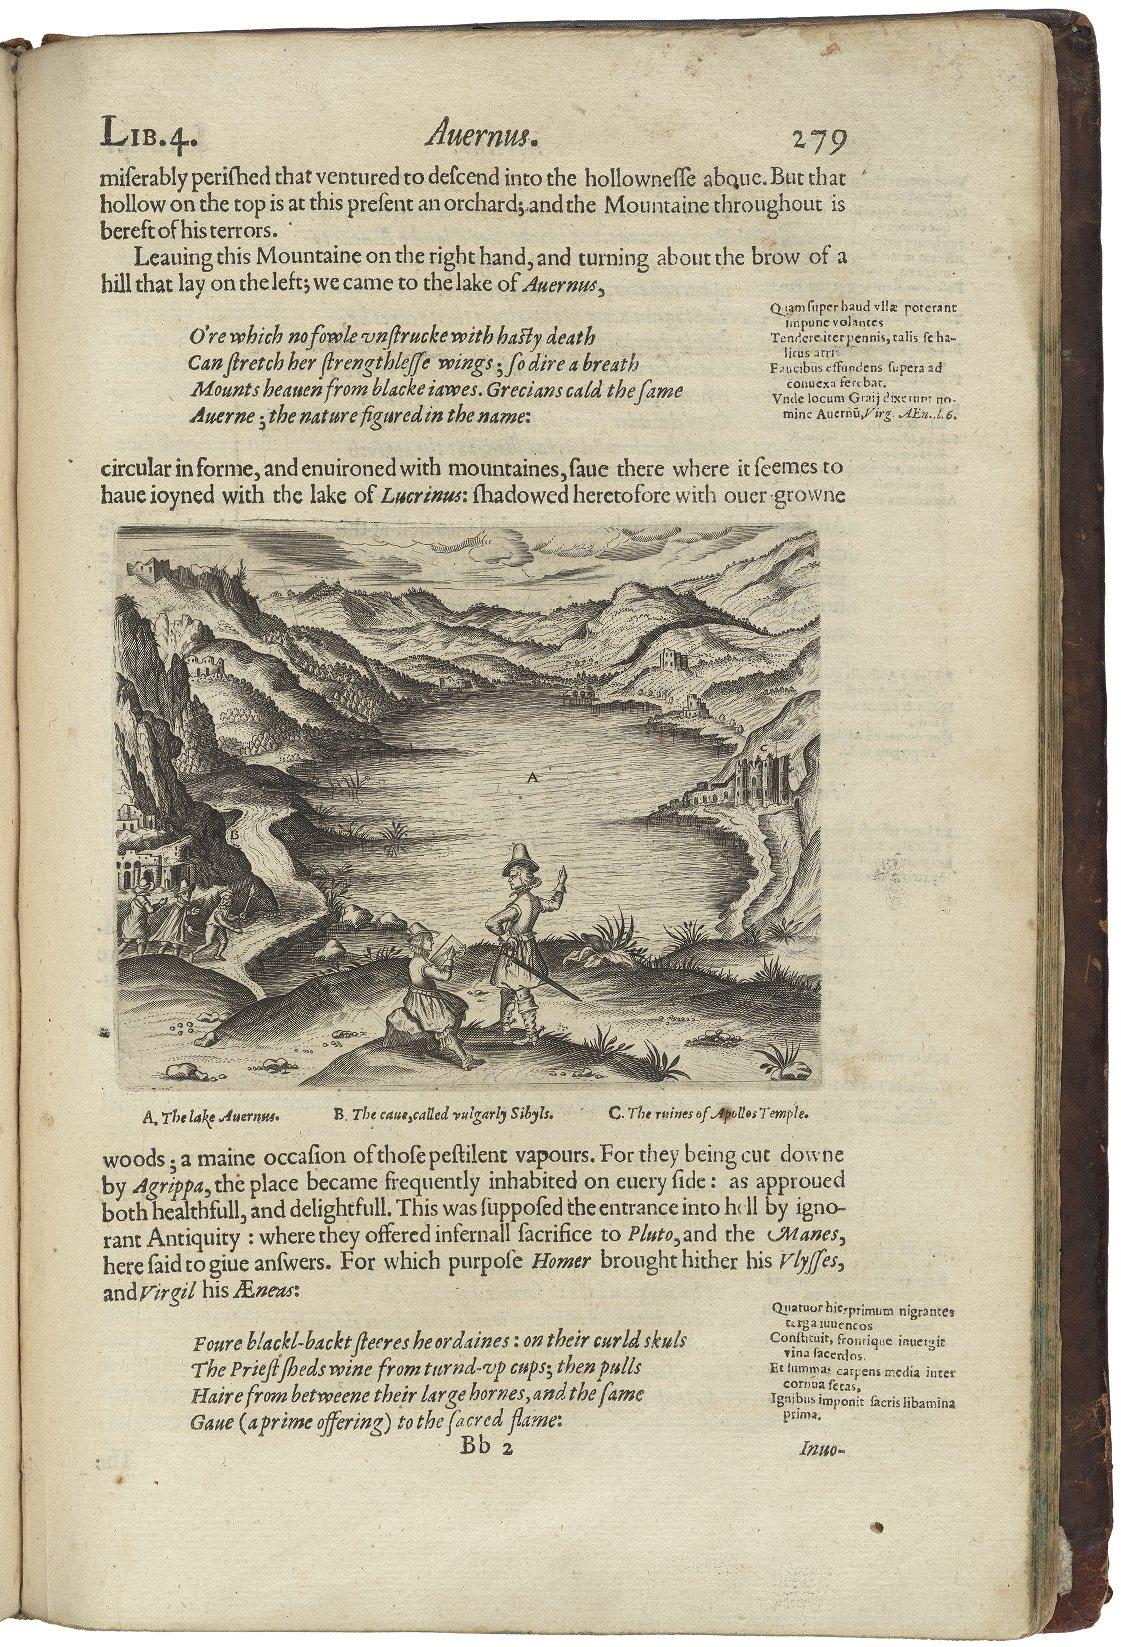 LIB.4. Auernus. 279
miſerably periſhed that ventured to deſcend into the hollowneſſe aboue. But that
hollow on the top is at this preſent an orchard; and the Mountaine throughout is
bereft of his terrors.
Leauing this Mountaine on the right hand, and turning about the brow of a
hill that lay on the left; we came to the lake of Auernus,
O're which no fowle vnſtrucke with haſty death
Can ſtretch her ſtrengthleſſe wings; ſo dire a breath
Mounts heauen from blacke iawes. Grecians cald the ſame
Auerne; the nature figured in the name:
Quam ſuper haud vllæ poterant
impune volantes
Tendere iter pennis, talis ſe ha-
litus atris
Faucibus effundens ſupera ad
conuexa ferebat.
Vnde locum Graij dixerunt no-
mine Auernū, Virg. Æn. l. 6.
circular in forme, and enuironed with mountaines, ſaue there where it ſeemes to
haue ioyned with the lake of Lucrinus: ſhadowed heretofore with ouer-growne
C
A
B
A. The lake Auernus. B. The caue, called vulgarly Sibyls. C. The ruines of Apollos Temple.
woods; a maine occaſion of thoſe peſtilent vapours. For they being cut downe
by Agrippa, the place became frequently inhabited on euery ſide: as approued
both healthfull, and delightfull. This was ſuppoſed the entrance into hell by igno-
rant Antiquity: where they offered infernall ſacrifice to Pluto, and the Manes,
here ſaid to giue anſwers. For which purpoſe Homer brought hither his Vlyſſes,
and Virgil his Æneas:
Foure blackl-backt ſteeres he ordaines: on their curld skuls
The Prieſt ſheds wine from turnd-vp cups; then pulls
Haire from betweene their large hornes, and the ſame
Gaue (a prime offering) to the ſacred flame:
Quatuor hic primum nigrantes
terga iuuencos
Conſtituit, frontique inuergit
vina ſacerdos.
Et ſummas carpens media inter
cornua ſetas,
Ignibus imponit ſacris libamina
prima.
Bb 2 Inuo-